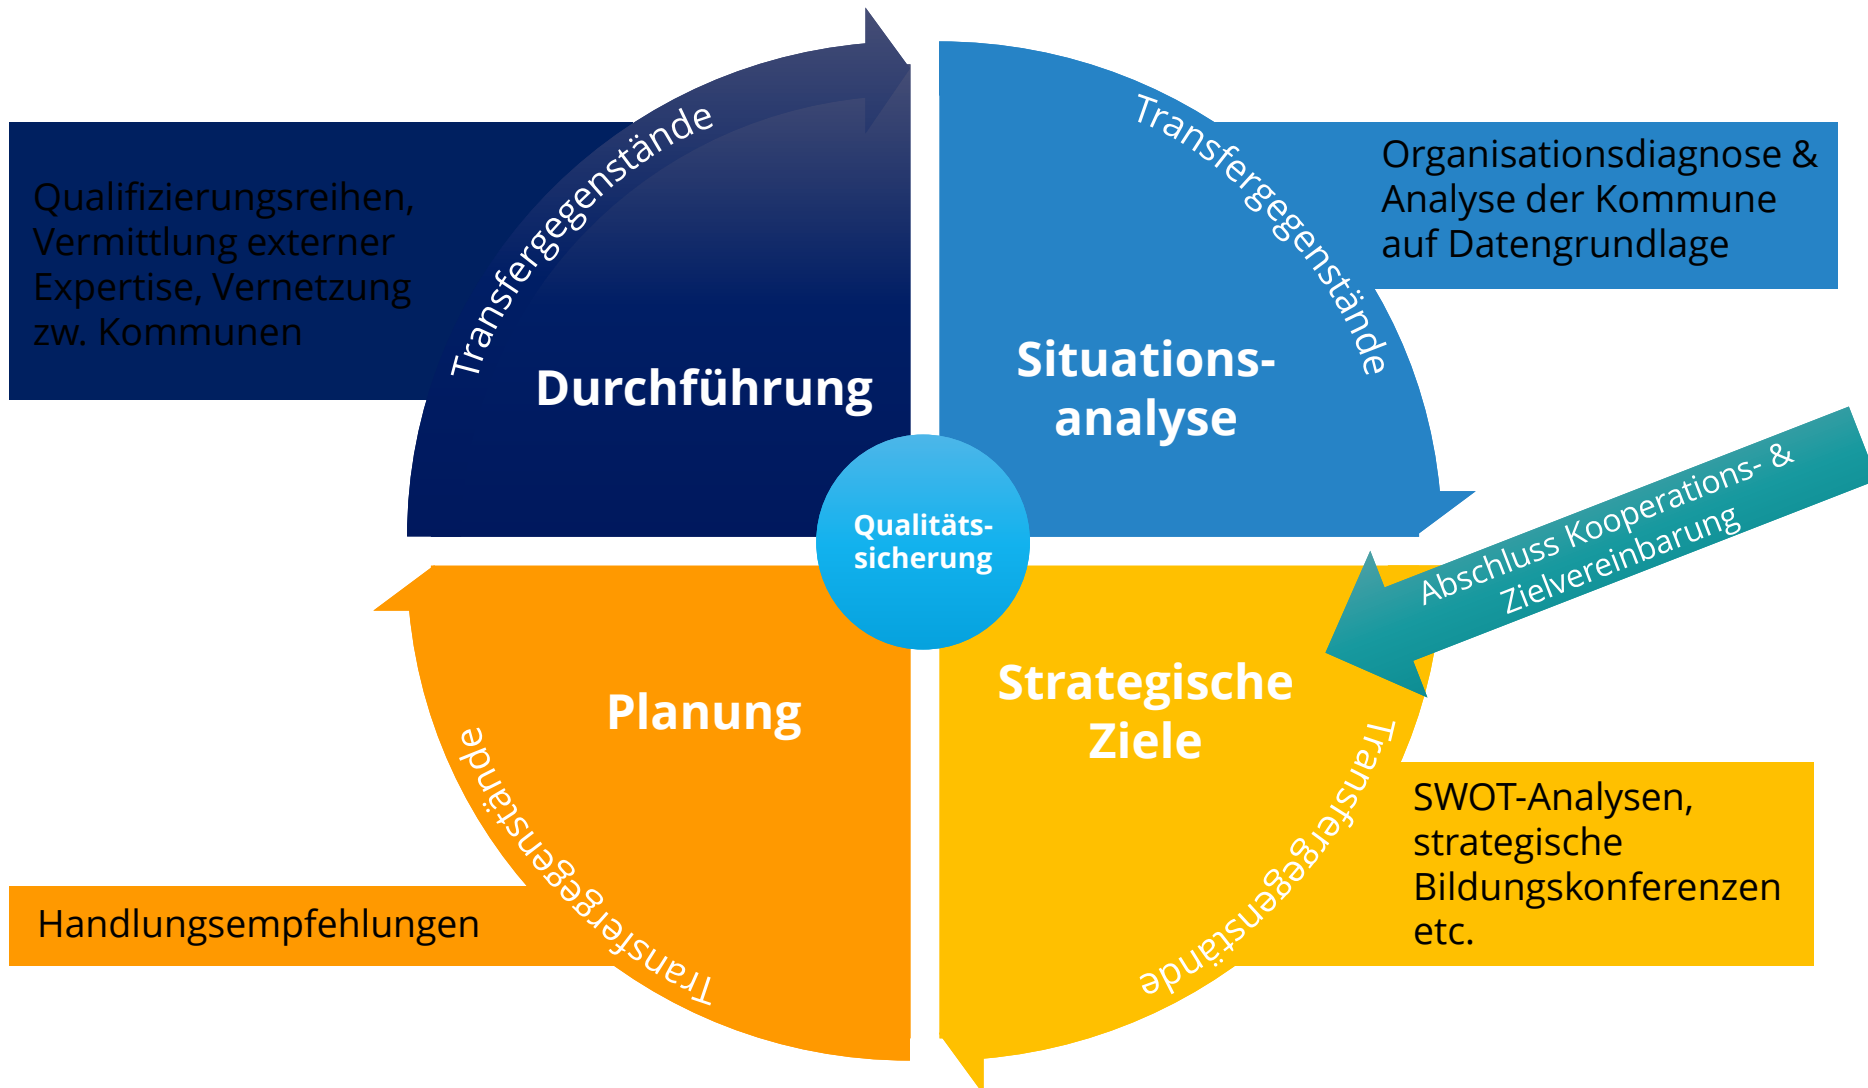 Qualifizierungsreihen,
Vermittlung externer
Expertise, Vernetzung
zw. Kommunen
Transfergegenstände
Durchführung
Transfergegenstände
Situations-
analyse
Organisationsdiagnose &
Analyse der Kommune
auf Datengrundlage
Qualitäts-
sicherung
Abschluss Kooperations- &
Zielvereinbarung
Strategische
Ziele
Transfergegenstände
SWOT-Analysen,
strategische
Bildungskonferenzen
etc.
Planung
Transfergegenstände
Handlungsempfehlungen